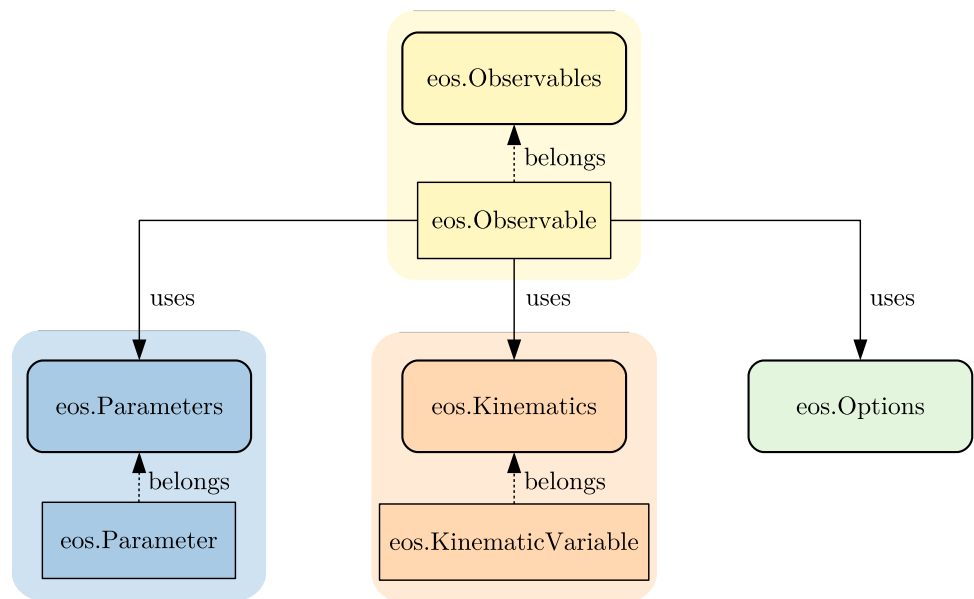 eos.Observables
belongs
eos.Observable
uses
uses
uses
eos.Parameters
eos.Kinematics
eos.Options
belongs
belongs
eos.Parameter
eos.KinematicVariable